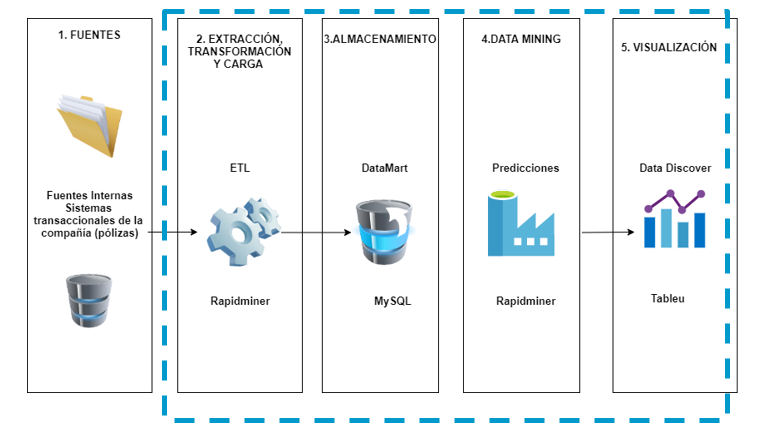 1. FUENTES
Fuentes Internas
Sistemas
transaccionales de la
compañía (pólizas)
2. EXTRACCIÓN,
TRANSFORMACIÓN
Y CARGA
ETL
Rapidminer
3.ALMACENAMIENTO
DataMart
MySQL
4.DATA MINING
Predicciones
Rapidminer
5. VISUALIZACIÓN
Data Discover
Tableu